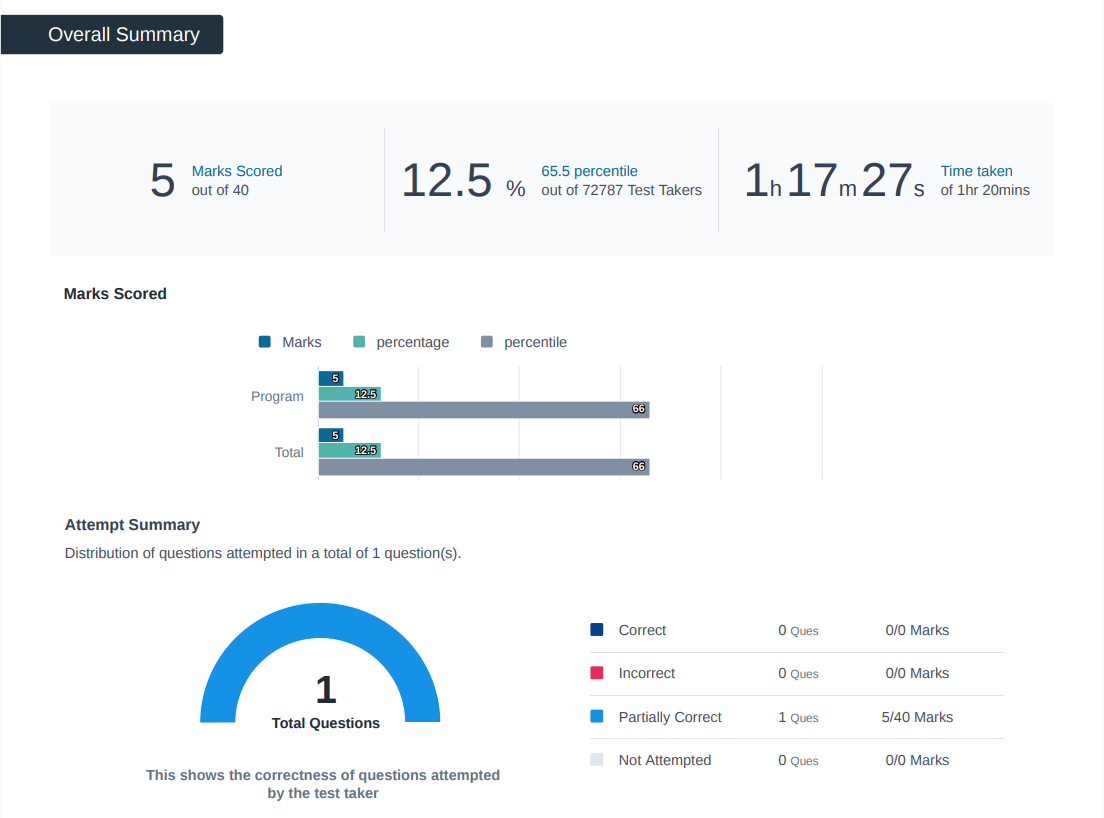 Overall Summary
5 Marks Scored
out of 40
12.5 % 65.5 percentile
out of 72787 Test Takers
1h 17m 27s Time taken
of 1hr 20mins
Marks Scored
Marks percentage percentile
Program 5
12.5
66
Total 5
12.5
66
Attempt Summary
Distribution of questions attempted in a total of 1 question(s).
1
Total Questions
This shows the correctness of questions attempted
by the test taker
Correct 0 Ques 0/0 Marks
Incorrect 0 Ques 0/0 Marks
Partially Correct 1 Ques 5/40 Marks
Not Attempted 0 Ques 0/0 Marks